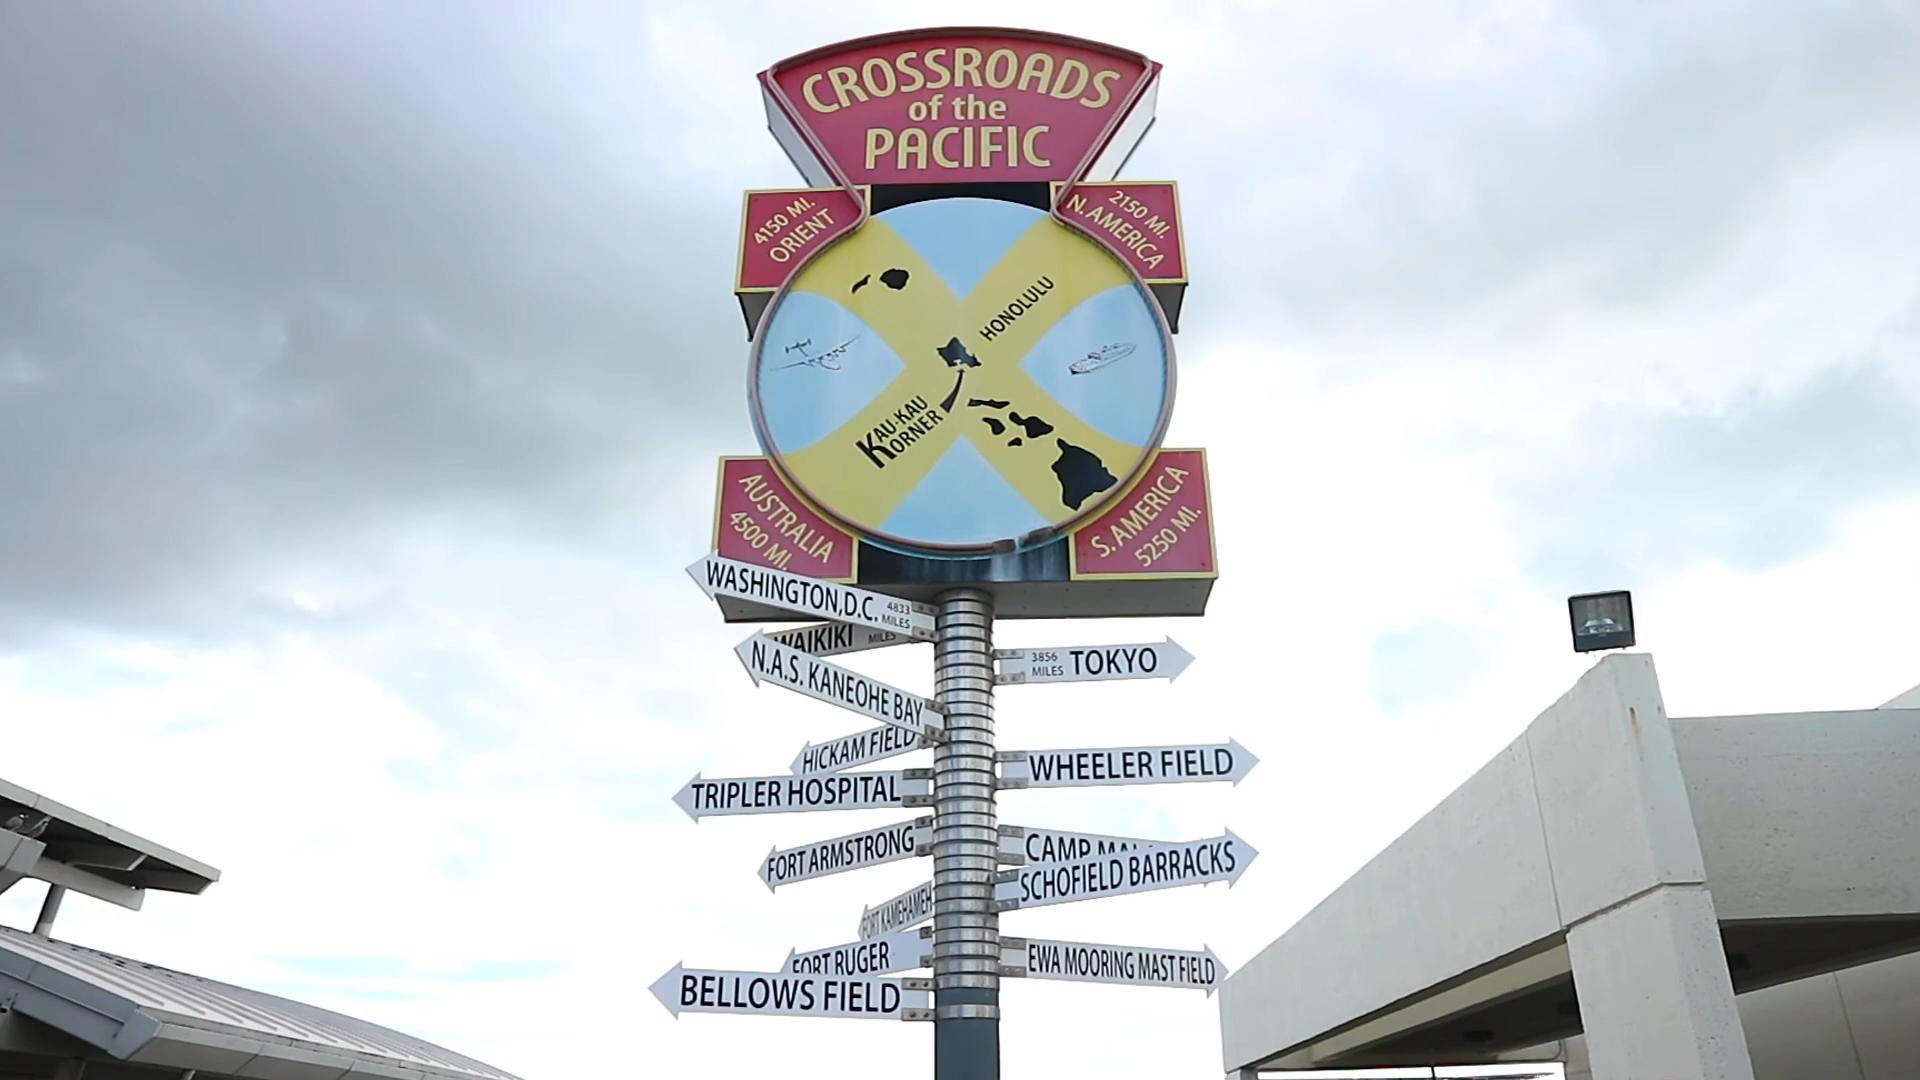 CROSSROADS
of the
PACIFIC
4150 MI.
ORIENT
2150 MI.
N. AMERICA
HONOLULU
KAU-KAU
KORNER
AUSTRALIA
4500 MI.
S. AMERICA
5250 MI.
WASHINGTON,D.C. 4833
MILES
WAIKIKI MILES
3856
MILES TOKYO
N.A.S. KANEOHE BAY
HICKAM FIELD
WHEELER FIELD
TRIPLER HOSPITAL
FORT ARMSTRONG
CAMP
SCHOFIELD BARRACKS
FORT KAMEHAMEH
FORT RUGER
EWA MOORING MAST FIELD
BELLOWS FIELD